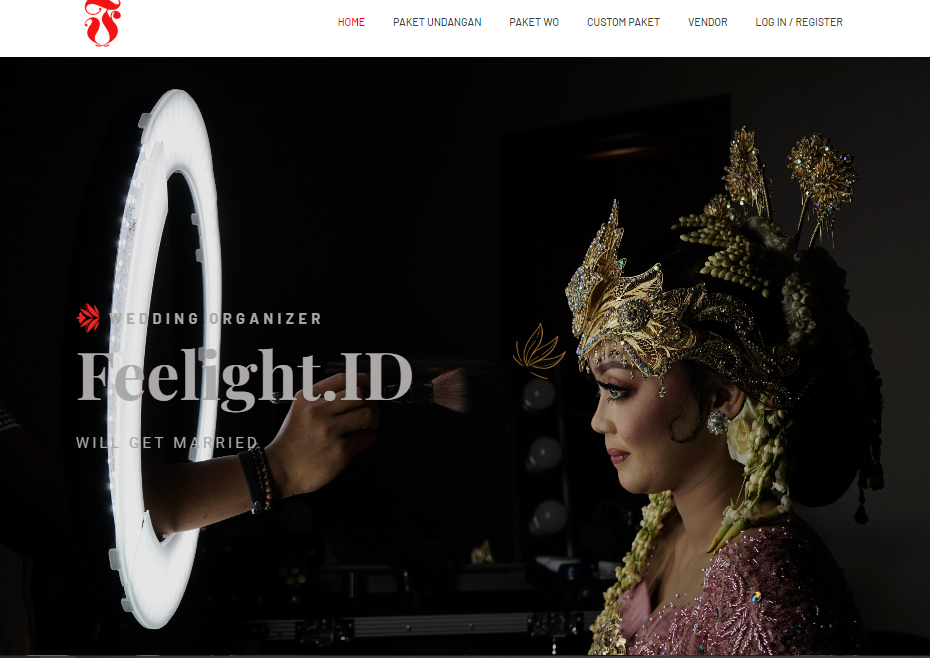 HOME PAKET UNDANGAN PAKET WO CUSTOM PAKET VENDOR LOG IN / REGISTER
WEDDING ORGANIZER
Feelight.ID
WILL GET MARRIED